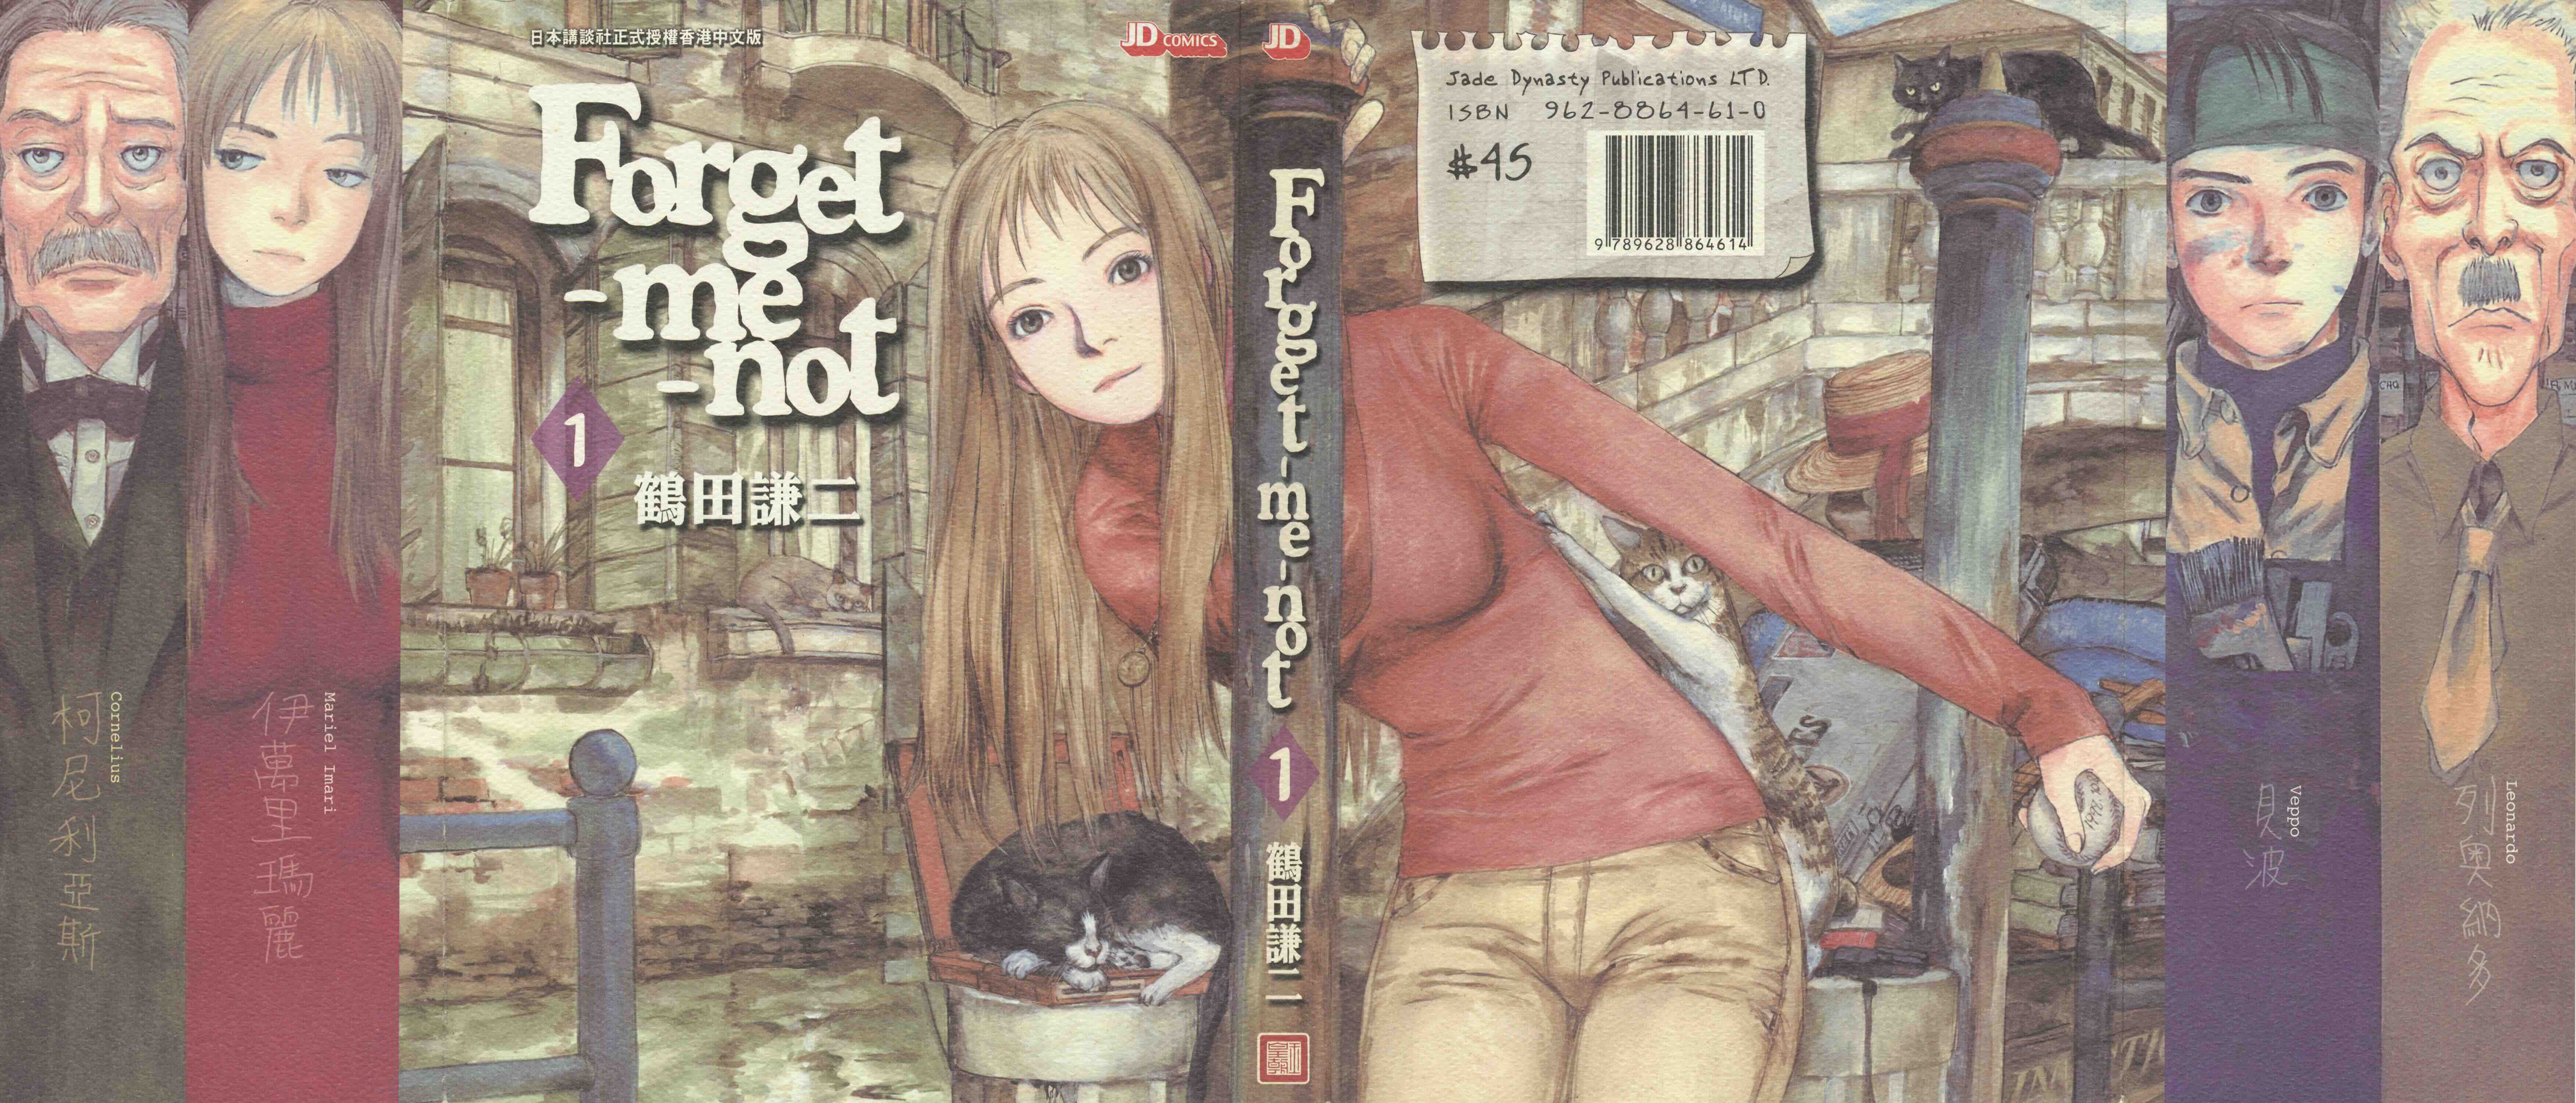 Cornelius
柯尼利亞斯
Mariel Imari
伊萬里瑪麗
日本講談社正式授權香港中文版
JD COMICS
Forget
-me
-not
1
鶴田謙二
JD
Forget-me-not
1
鶴田謙二
Jade Dynasty Publications LTD.
ISBN 962-8864-61-0
#45
9 789628 864614
Veppo
貝波
Leonardo
列奧納多